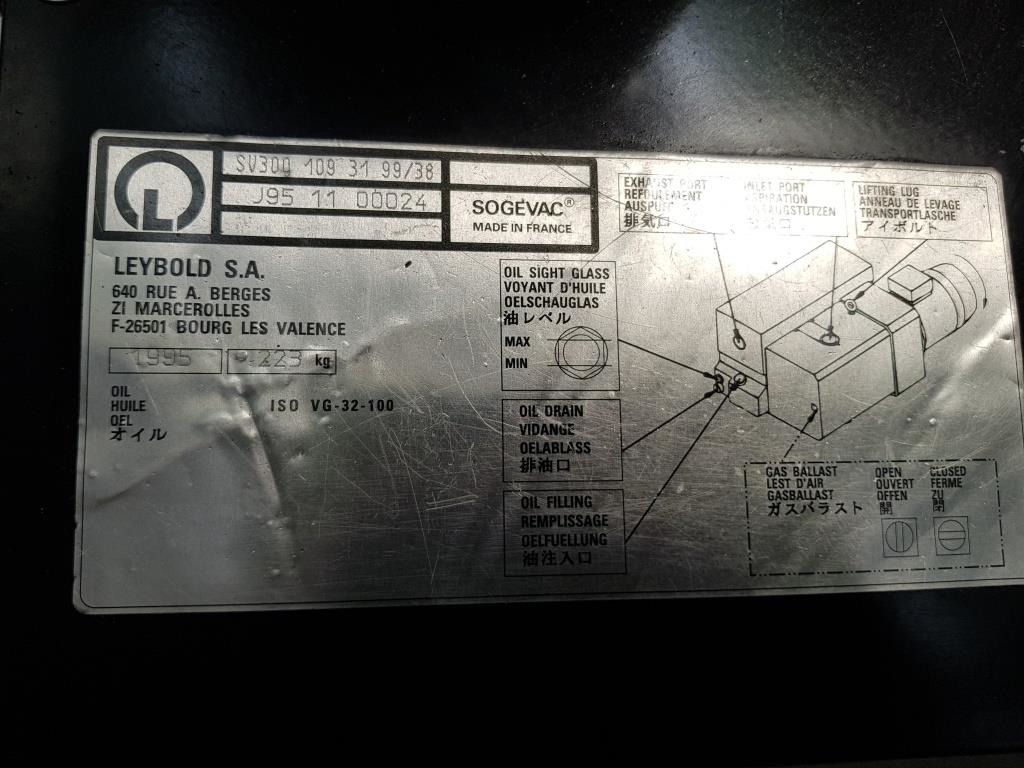 L
SV300 109 31 99/38
J95 11 00024
SOGEVAC®
MADE IN FRANCE
LEYBOLD S.A.
640 RUE A. BERGES
ZI MARCEROLLES
F-26501 BOURG LES VALENCE
1995
223 kg
OIL
HUILE
OEL
オイル
ISO VG-32-100
EXHAUST PORT
REFOULEMENT
排気口
INLET PORT
LIFTING LUG
ANNEAU DE LEVAGE
TRANSPORTLASCHE
アイボルト
OIL SIGHT GLASS
VOYANT D'HUILE
OELSCHAUGLAS
油レベル
MAX
MIN
OIL DRAIN
VIDANGE
OELABLASS
排油口
OIL FILLING
REMPLISSAGE
OELFUELLUNG
油注入口
GAS BALLAST
LEST D'AIR
GASBALLAST
ガスバラスト
OPEN
OUVERT
OFFEN
開
CLOSED
FERME
ZU
閉